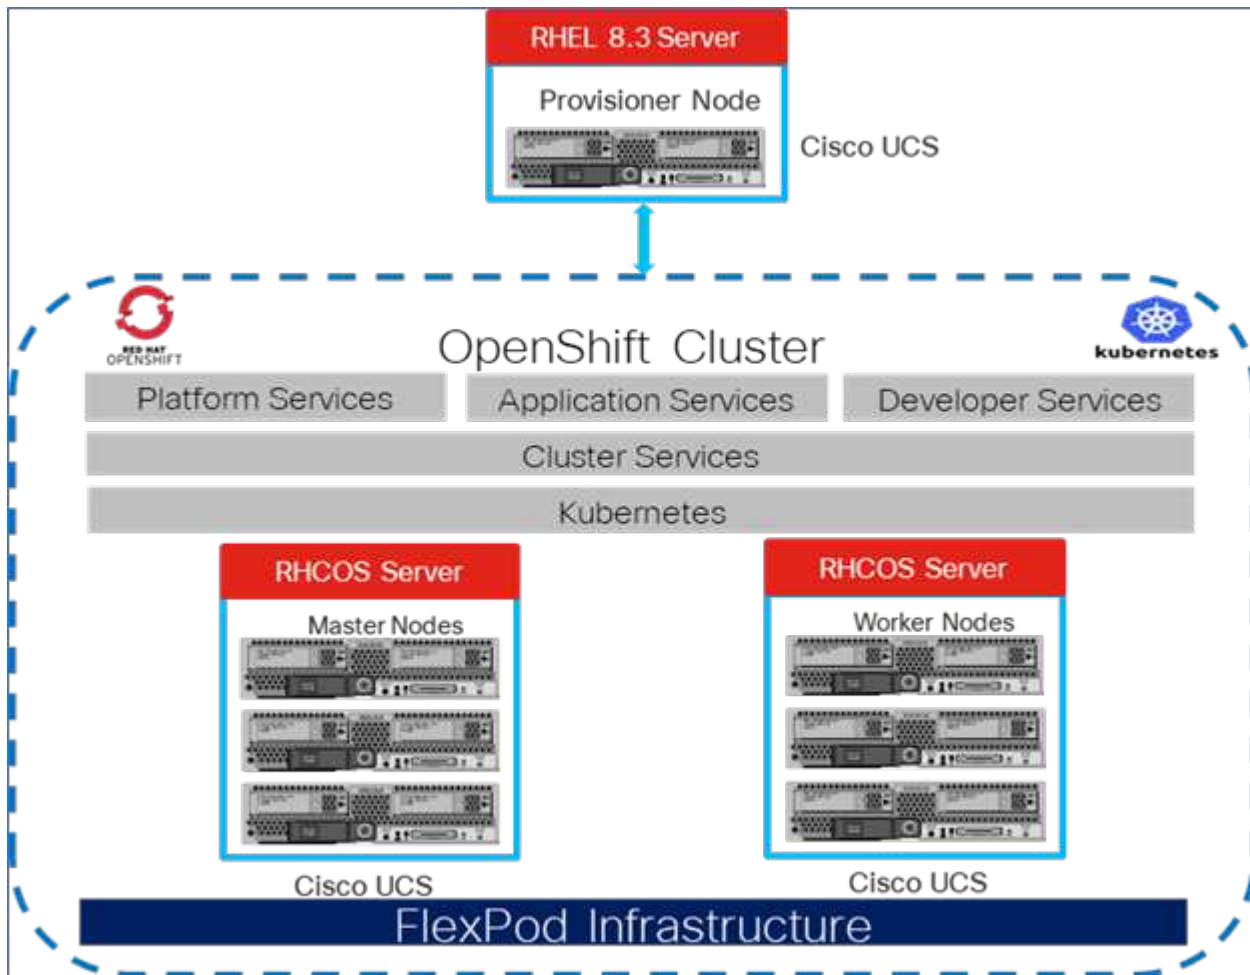 RHEL 8.3 Server
Provisioner Node
Cisco UCS
RED HAT
OPENSHIFT
OpenShift Cluster
kubernetes
Platform Services
Application Services
Developer Services
Cluster Services
Kubernetes
RHCOS Server
Master Nodes
Cisco UCS
RHCOS Server
Worker Nodes
Cisco UCS
FlexPod Infrastructure